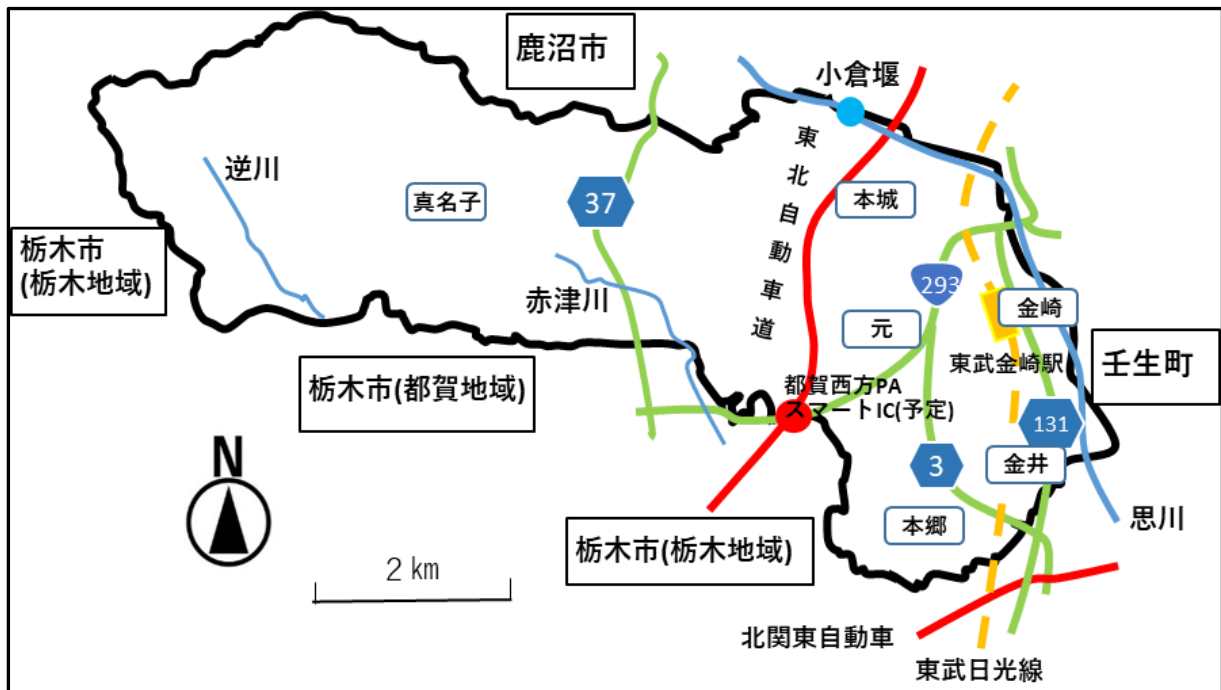 鹿沼市
小倉堰
逆川
真名子
37
東北自動車道
本城
栃木市
(栃木地域)
赤津川
293
金崎
元
東武金崎駅
壬生町
栃木市(都賀地域)
都賀西方PA
スマートIC(予定)
131
N
3
金井
本郷
思川
栃木市(栃木地域)
2 km
北関東自動車
東武日光線